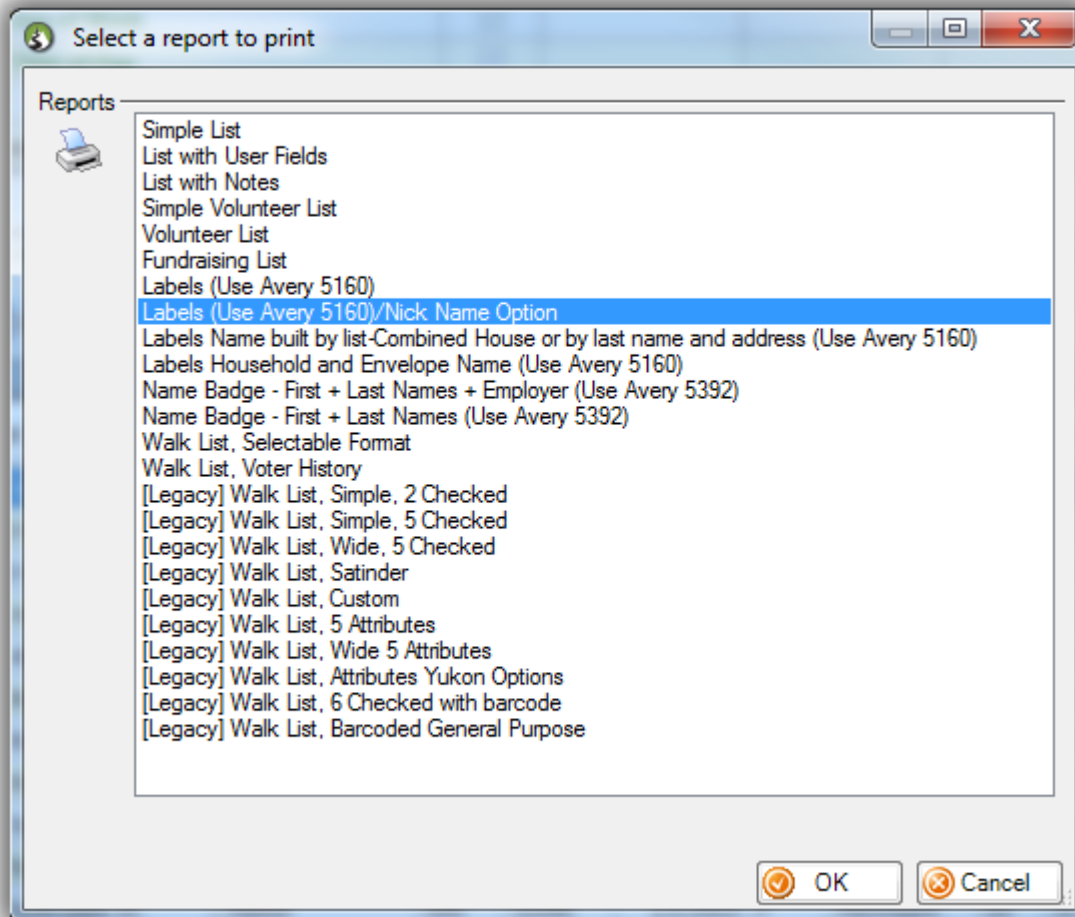 Select a report to print
Reports
Simple List
List with User Fields
List with Notes
Simple Volunteer List
Volunteer List
Fundraising List
Labels (Use Avery 5160)
Labels (Use Avery 5160)/Nick Name Option
Labels Name built by list-Combined House or by last name and address (Use Avery 5160)
Labels Household and Envelope Name (Use Avery 5160)
Name Badge - First + Last Names + Employer (Use Avery 5392)
Name Badge - First + Last Names (Use Avery 5392)
Walk List, Selectable Format
Walk List, Voter History
[Legacy] Walk List, Simple, 2 Checked
[Legacy] Walk List, Simple, 5 Checked
[Legacy] Walk List, Wide, 5 Checked
[Legacy] Walk List, Satinder
[Legacy] Walk List, Custom
[Legacy] Walk List, 5 Attributes
[Legacy] Walk List, Wide 5 Attributes
[Legacy] Walk List, Attributes Yukon Options
[Legacy] Walk List, 6 Checked with barcode
[Legacy] Walk List, Barcoded General Purpose
OK
Cancel